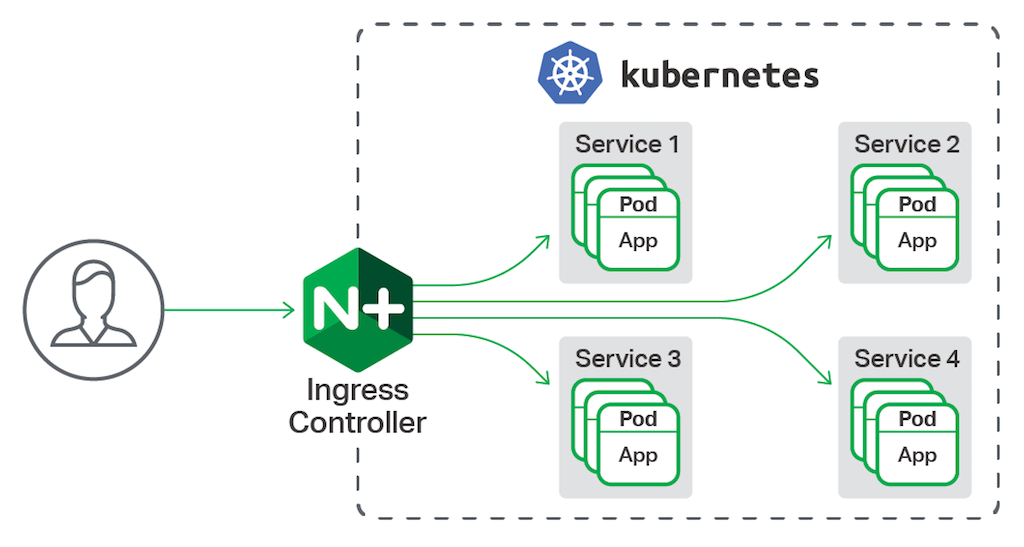 kubernetes
Service 1
Pod
App
Service 2
Pod
App
N+
Ingress
Controller
Service 3
Pod
App
Service 4
Pod
App